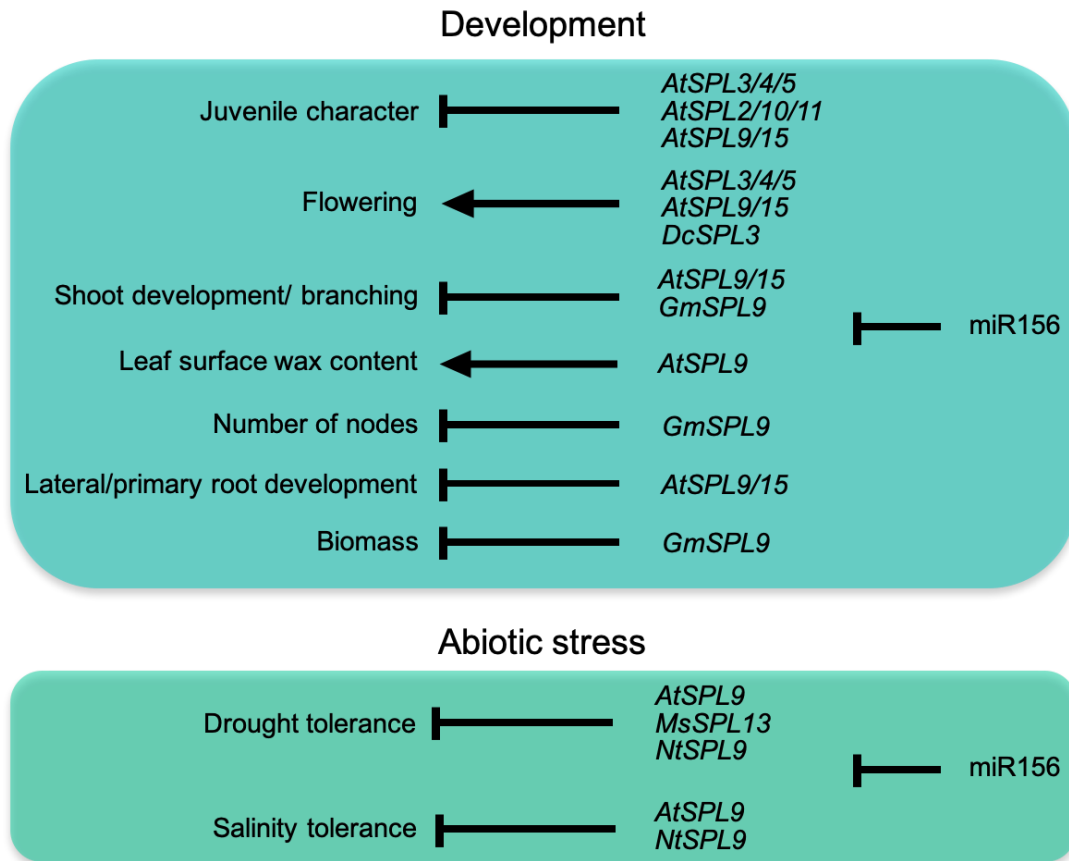 Development
Juvenile character
AtSPL3/4/5
AtSPL2/10/11
AtSPL9/15
Flowering
AtSPL3/4/5
AtSPL9/15
DcSPL3
Shoot development/ branching
AtSPL9/15
GmSPL9
miR156
Leaf surface wax content
AtSPL9
Number of nodes
GmSPL9
Lateral/primary root development
AtSPL9/15
Biomass
GmSPL9
Abiotic stress
Drought tolerance
AtSPL9
MsSPL13
NtSPL9
miR156
Salinity tolerance
AtSPL9
NtSPL9